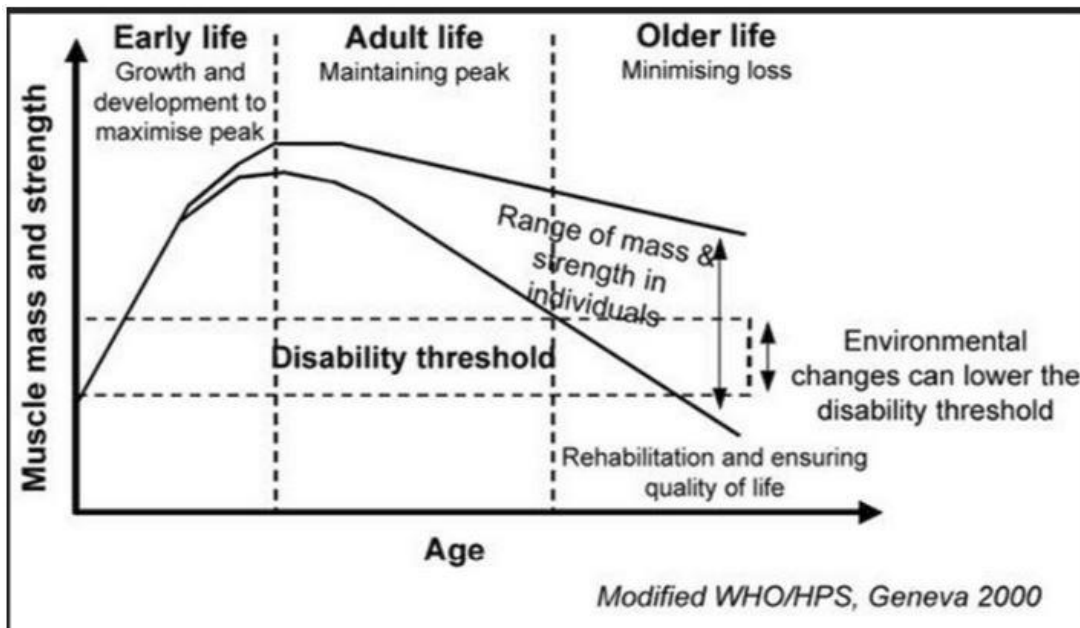 Early life
Growth and
development to
maximise peak
Adult life
Maintaining peak
Older life
Minimising loss
Muscle mass and strength
Range of mass &
strength in
individuals
Disability threshold
Environmental
changes can lower the
disability threshold
Rehabilitation and ensuring
quality of life
Age
Modified WHO/HPS, Geneva 2000